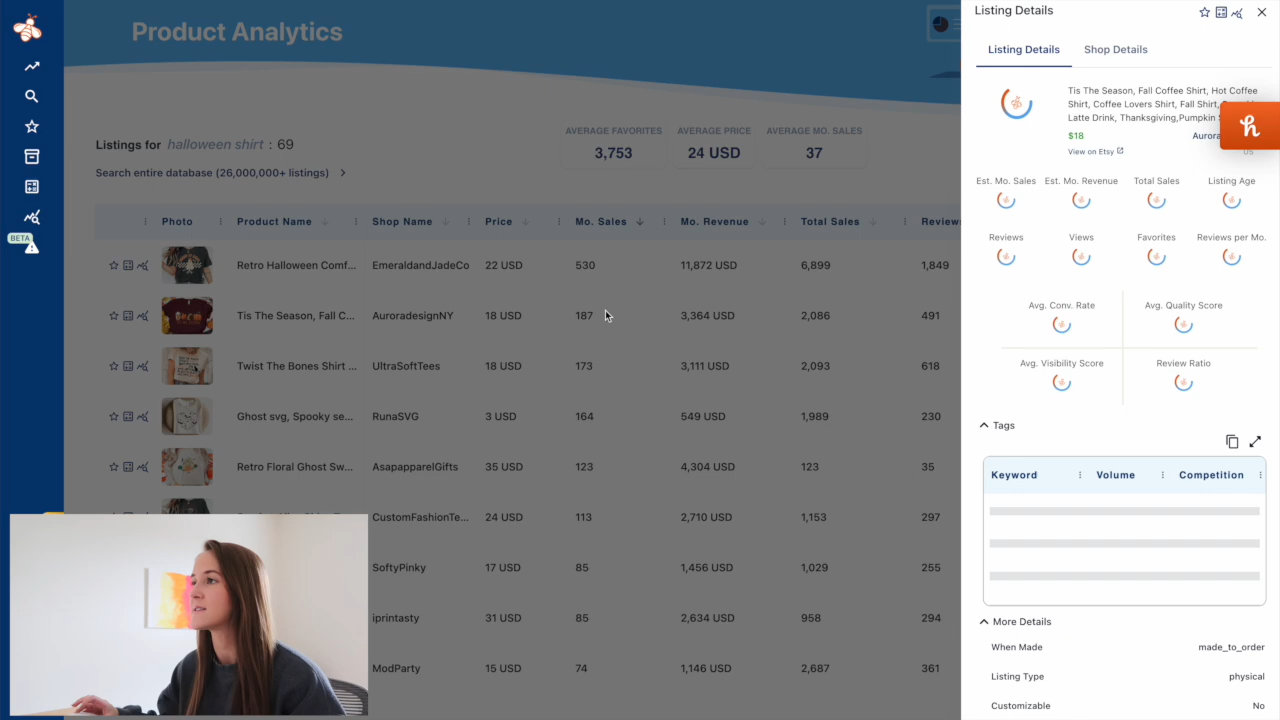 Product Analytics
Listings for halloween shirt : 69
Search entire database (26,000,000+ listings)
AVERAGE FAVORITES
3,753
AVERAGE PRICE
24 USD
AVERAGE MO. SALES
37
BETA
Photo Product Name Shop Name Price Mo. Sales Mo. Revenue Total Sales Reviews
Retro Halloween Comf... EmeraldandJadeCo 22 USD 530 11,872 USD 6,899 1,849
Tis The Season, Fall C... AuroradesignNY 18 USD 187 3,364 USD 2,086 491
Twist The Bones Shirt ... UltraSoftTees 18 USD 173 3,111 USD 2,093 618
Ghost svg, Spooky se... RunaSVG 3 USD 164 549 USD 1,989 230
Retro Floral Ghost Sw... AsapapparelGifts 35 USD 123 4,304 USD 123 35
CustomFashionTe... 24 USD 113 2,710 USD 1,153 297
SoftyPinky 17 USD 85 1,456 USD 1,029 255
iprintasty 31 USD 85 2,634 USD 958 294
ModParty 15 USD 74 1,146 USD 2,687 361
Listing Details
Listing Details Shop Details
Tis The Season, Fall Coffee Shirt, Hot Coffee
Shirt, Coffee Lovers Shirt, Fall Shirt,
Latte Drink, Thanksgiving,Pumpkin
$18
Aurora
View on Etsy
US
h
Est. Mo. Sales Est. Mo. Revenue Total Sales Listing Age
Reviews Views Favorites Reviews per Mo.
Avg. Conv. Rate Avg. Quality Score
Avg. Visibility Score Review Ratio
Tags
Keyword Volume Competition
More Details
When Made made_to_order
Listing Type physical
Customizable No